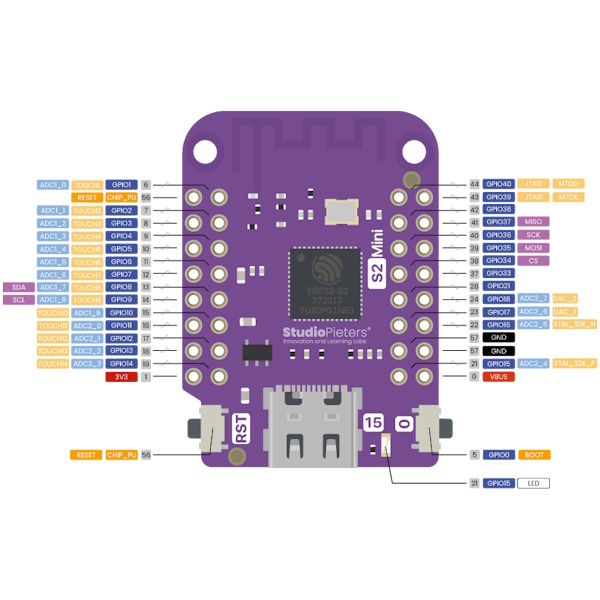 ADC1_0 TOUCH1 GPIO1 6
RESET CHIP_PU 56
ADC1_1 TOUCH2 GPIO2 7
ADC1_2 TOUCH3 GPIO3 8
ADC1_3 TOUCH4 GPIO4 9
ADC1_4 TOUCH5 GPIO5 10
ADC1_5 TOUCH6 GPIO6 11
ADC1_6 TOUCH7 GPIO7 12
SDA ADC1_7 TOUCH8 GPIO8 13
SCL ADC1_8 TOUCH9 GPIO9 14
TOUCH10 ADC1_9 GPIO10 15
TOUCH11 ADC2_0 GPIO11 16
TOUCH12 ADC2_1 GPIO12 17
TOUCH13 ADC2_2 GPIO13 18
TOUCH14 ADC2_3 GPIO14 19
3V3 1
RESET CHIP_PU 56
S2 Mini
ESP32-S2
372017
StudioPieters®
Innovation and Learning Labs
RST
15
0
44 GPIO40 JTAG MTDO
43 GPIO39 JTAG MTCK
42 GPIO38
41 GPIO37 MISO
40 GPIO36 SCK
39 GPIO35 MOSI
38 GPIO34 CS
37 GPIO33
28 GPIO21
24 GPIO18 ADC2_7 DAC_2
23 GPIO17 ADC2_6 DAC_1
22 GPIO16 ADC2_5 XTAL_32K_N
57 GND
57 GND
21 GPIO15 ADC2_4 XTAL_32K_P
0 VBUS
5 GPIO0 BOOT
21 GPIO15 LED